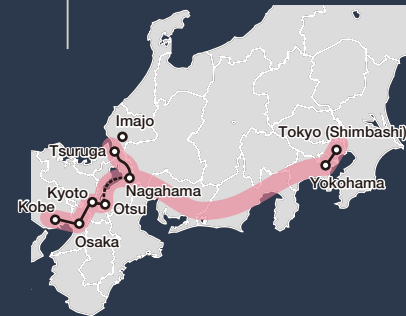 Imajo
Tsuruga
Tokyo (Shimbashi)
Yokohama
Nagahama
Kyoto
Kobe
Otsu
Osaka